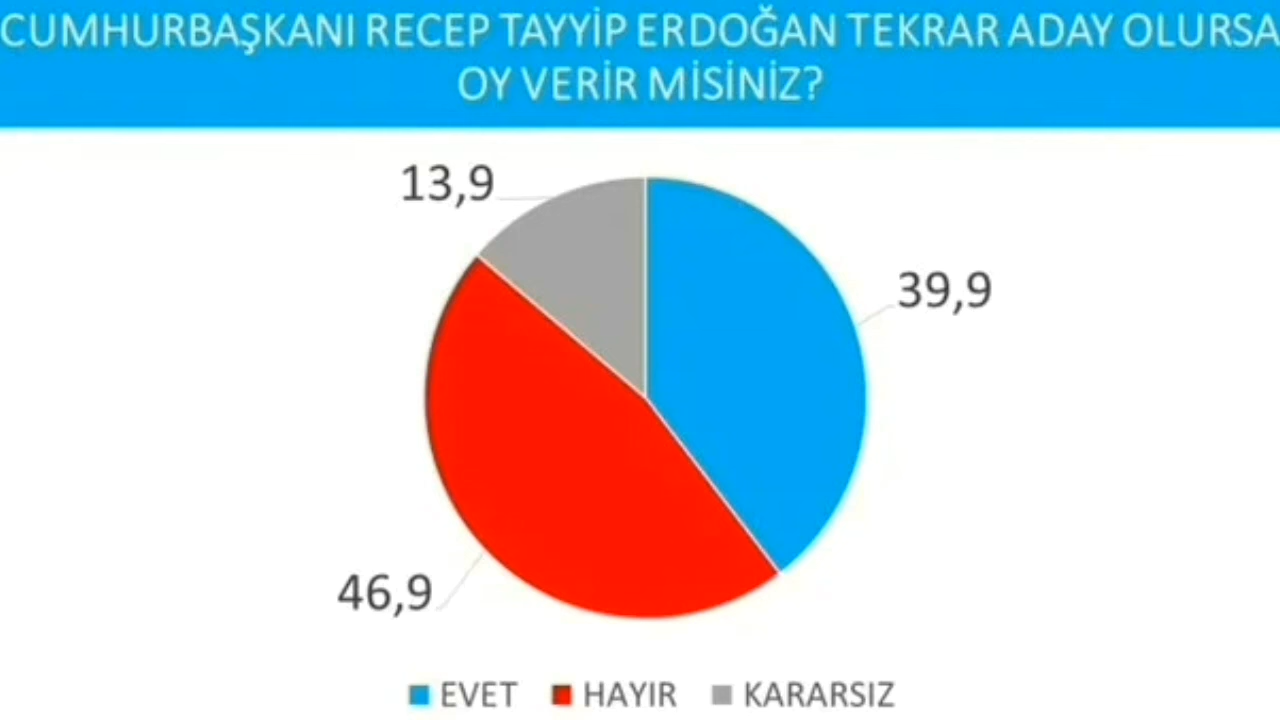 CUMHURBAŞKANI RECEP TAYYİP ERDOĞAN TEKRAR ADAY OLURSA
OY VERİR MİSİNİZ?
13,9
39,9
46,9
EVET HAYIR KARARSIZ